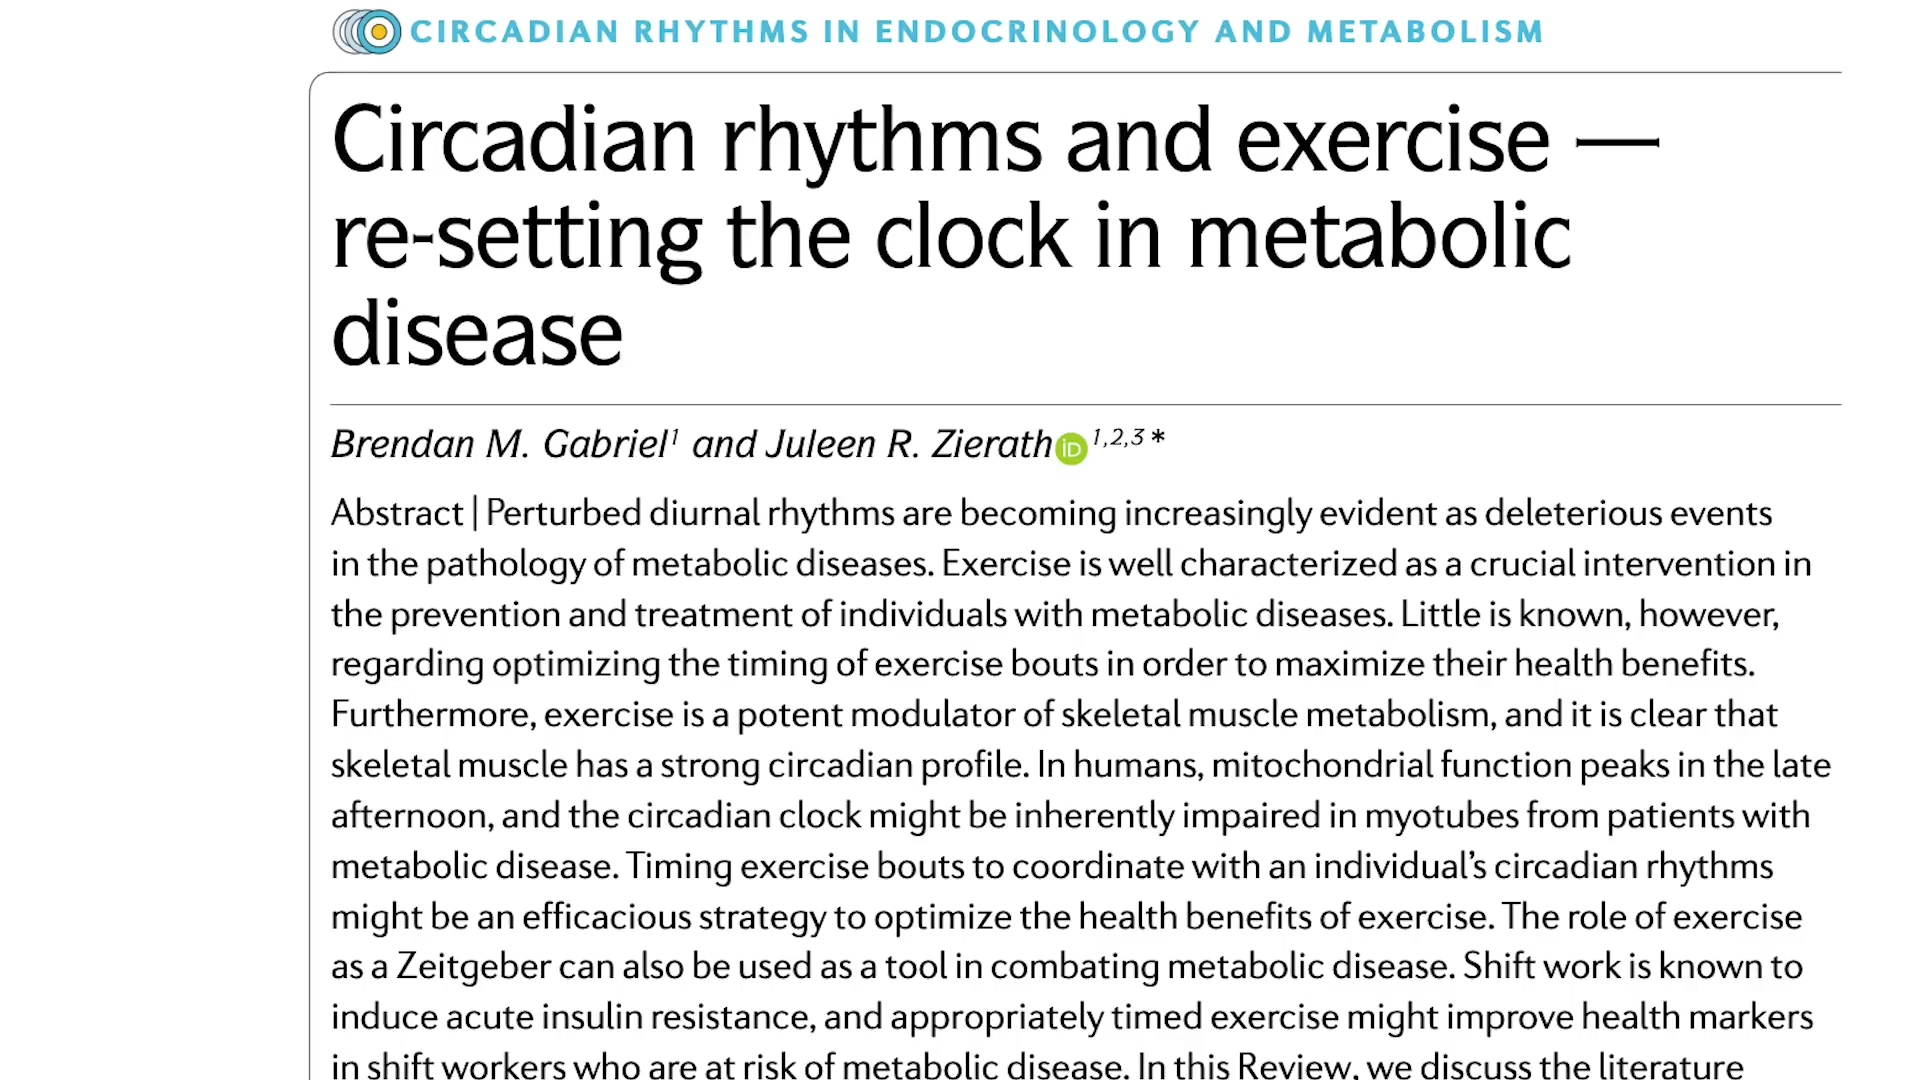 CIRCADIAN RHYTHMS IN ENDOCRINOLOGY AND METABOLISM
Circadian rhythms and exercise —
re-setting the clock in metabolic
disease
Brendan M. Gabriel¹ and Juleen R. Zierath iD 1,2,3*
Abstract | Perturbed diurnal rhythms are becoming increasingly evident as deleterious events
in the pathology of metabolic diseases. Exercise is well characterized as a crucial intervention in
the prevention and treatment of individuals with metabolic diseases. Little is known, however,
regarding optimizing the timing of exercise bouts in order to maximize their health benefits.
Furthermore, exercise is a potent modulator of skeletal muscle metabolism, and it is clear that
skeletal muscle has a strong circadian profile. In humans, mitochondrial function peaks in the late
afternoon, and the circadian clock might be inherently impaired in myotubes from patients with
metabolic disease. Timing exercise bouts to coordinate with an individual’s circadian rhythms
might be an efficacious strategy to optimize the health benefits of exercise. The role of exercise
as a Zeitgeber can also be used as a tool in combating metabolic disease. Shift work is known to
induce acute insulin resistance, and appropriately timed exercise might improve health markers
in shift workers who are at risk of metabolic disease. In this Review, we discuss the literature